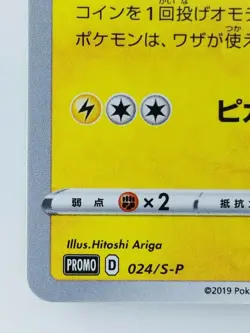 コインを1回投げオモテ
ポケモンは、ワザが使え
ピカ
弱点 ×2 抵抗
Illus.Hitoshi Ariga
PROMO D 024/S-P
©2019 Pok